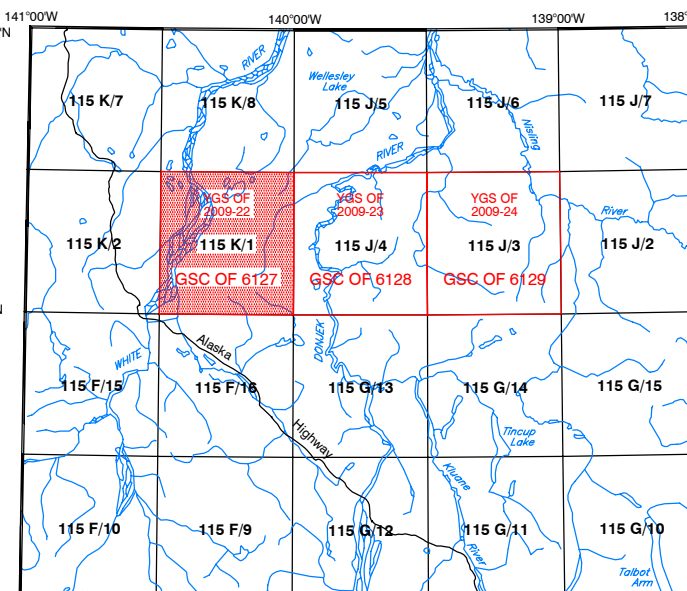 141°00'W
140°00'W
139°00'W
138°
°N
RIVER
Wellesley
Lake
115 K/7
115 K/8
115 J/5
115 J/6
115 J/7
Nisling
RIVER
YGS OF
2009-22
YGS OF
2009-23
YGS OF
2009-24
River
115 K/2
115 K/1
115 J/4
115 J/3
115 J/2
GSC OF 6127
GSC OF 6128
GSC OF 6129
N
Alaska
DONJEK
WHITE
115 F/15
115 F/16
115 G/13
115 G/14
115 G/15
Highway
Tincup
Lake
Kluane
115 F/10
115 F/9
115 G/12
115 G/11
115 G/10
River
Talbot
Arm